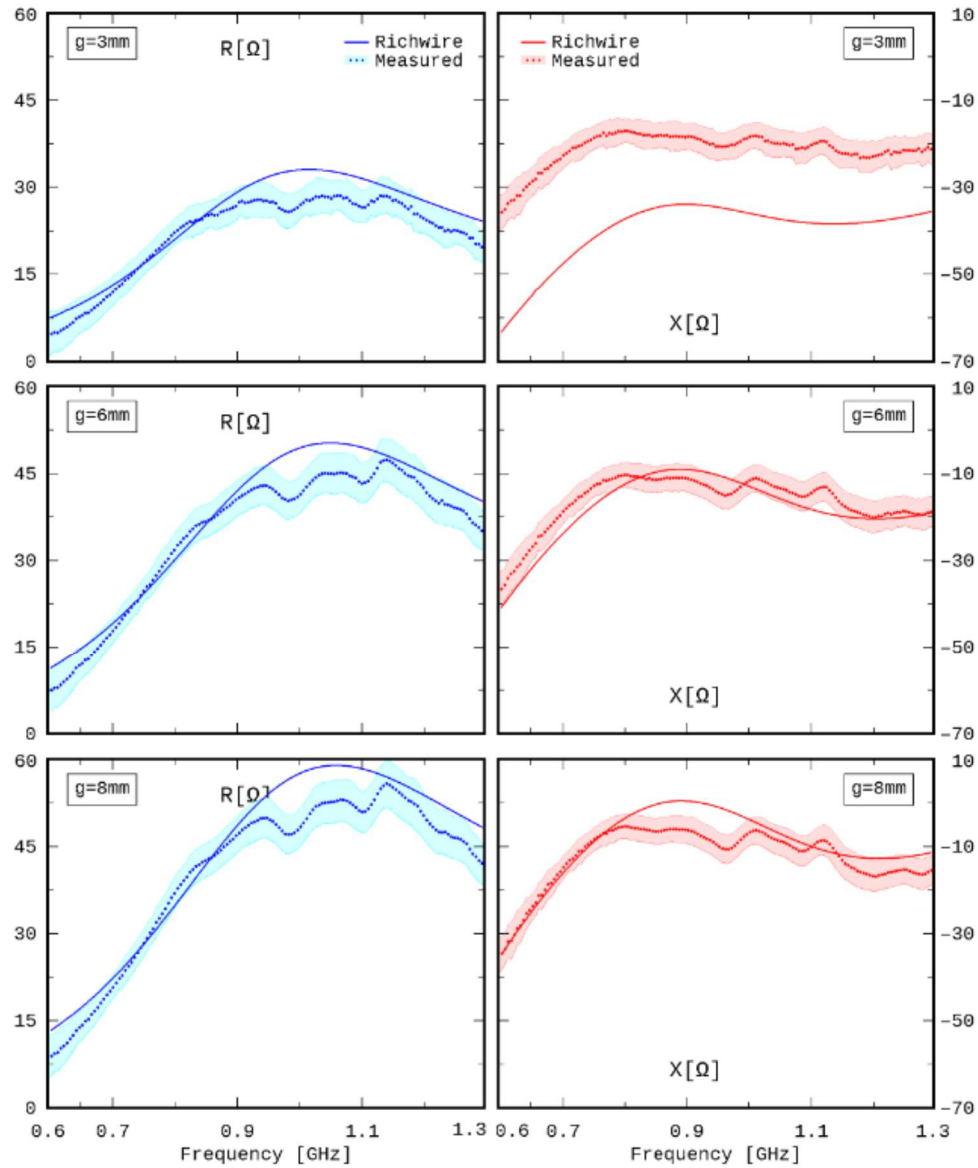 60
g=3mm
R[Ω]
Richwire
Measured
45
30
15
0
Richwire
Measured
g=3mm
10
-10
-30
-50
X[Ω]
-70
60
g=6mm
R[Ω]
45
30
15
0
g=6mm
10
-10
-30
-50
X[Ω]
-70
60
g=8mm
R[Ω]
45
30
15
0
g=8mm
10
-10
-30
-50
X[Ω]
-70
0.6 0.7 0.9 1.1 1.3
Frequency [GHz]
0.6 0.7 0.9 1.1 1.3
Frequency [GHz]